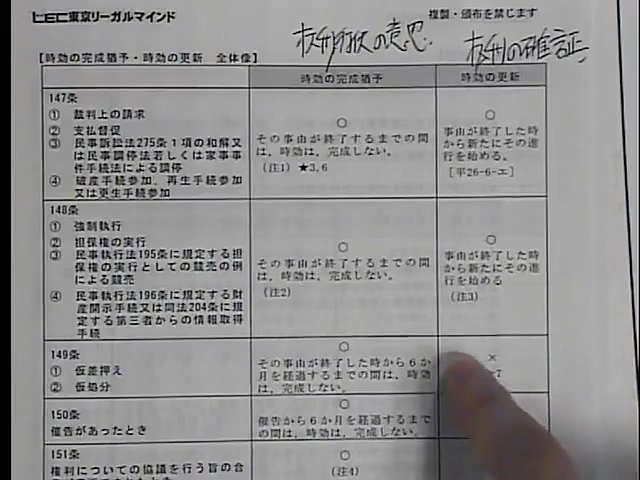 LEC東京リーガルマインド
複製・頒布を禁じます
権利行使の意思
権利の確証
【時効の完成猶予・時効の更新 全体像】
時効の完成猶予
時効の更新
147条
① 裁判上の請求
② 支払督促
③ 民事訴訟法275条1項の和解又
は民事調停法若しくは家事事
件手続法による調停
④ 破産手続参加、再生手続参加
又は更生手続参加
○
その事由が終了するまでの間
は、時効は、完成しない。
(注1) ★3,6
○
事由が終了した時
から新たにその進
行を始める。
[平26-6-エ]
148条
① 強制執行
② 担保権の実行
③ 民事執行法195条に規定する担
保権の実行としての競売の例
による競売
④ 民事執行法196条に規定する財
産開示手続又は同法204条に規
定する第三者からの情報取得
手続
○
その事由が終了するまでの間
は、時効は、完成しない。
(注2)
○
事由が終了した時
から新たにその進
行を始める
(注3)
149条
① 仮差押え
② 仮処分
○
その事由が終了した時から6か
月を経過するまでの間は、時効
は、完成しない。
×
7
150条
催告があったとき
○
催告から6か月を経過するまで
の間は、時効は、完成しない。
151条
権利についての協議を行う旨の合
○
(注4)